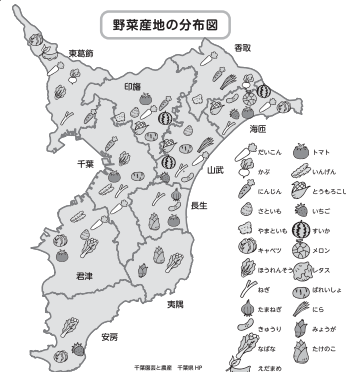 野菜産地の分布図
東葛飾
香取
印旛
海匝
千葉
山武
長生
君津
夷隅
安房
だいこん
トマト
かぶ
いんげん
にんじん
とうもろこし
さといも
いちご
やまといも
すいか
キャベツ
メロン
ほうれんそう
レタス
ねぎ
ばれいしょ
たまねぎ
にら
きゅうり
みょうが
なばな
たけのこ
えだまめ
千葉園芸と農産 千葉県HP